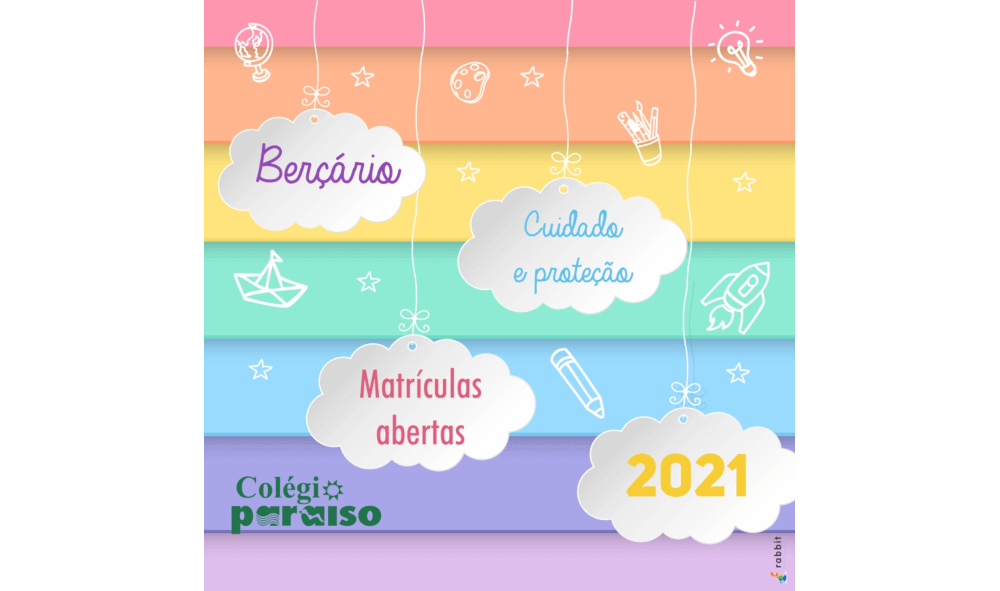 Berçário
Cuidado
e proteção
Matrículas
abertas
2021
Colégio
paraiso
rabbit